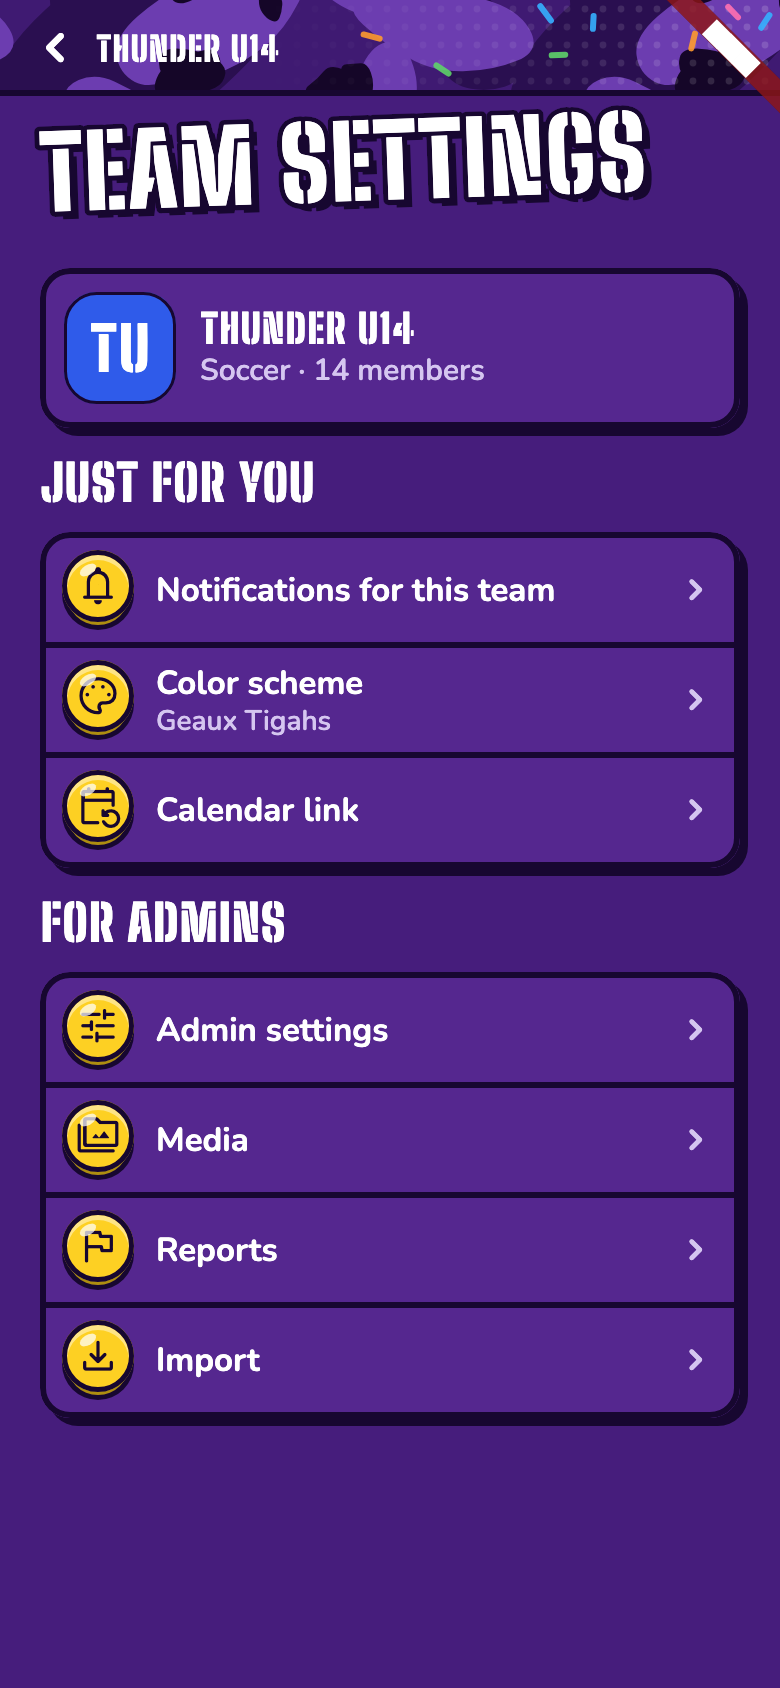 THUNDER U14
TEAM SETTINGS
TU
THUNDER U14
Soccer · 14 members
JUST FOR YOU
Notifications for this team
Color scheme
Geaux Tigahs
Calendar link
FOR ADMINS
Admin settings
Media
Reports
Import